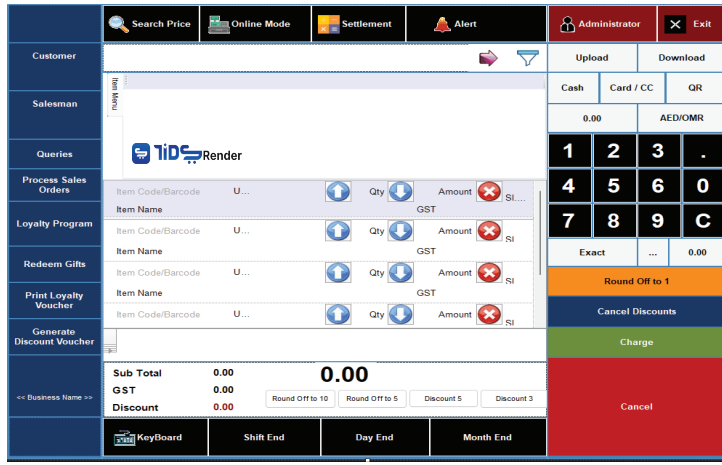 Search Price Online Mode Settlement Alert Administrator Exit
Customer
Upload Download
Item Menu
Cash Card / CC QR
Salesman
0.00 AED/OMR
TIDS
Render
Queries
1 2 3 .
Process Sales
Orders
4 5 6 0
Item Code/Barcode U... Qty Amount SI....
Item Name GST
Loyalty Program
7 8 9 C
Item Code/Barcode U... Qty Amount SI
Item Name GST
Exact ... 0.00
Redeem Gifts
Item Code/Barcode U... Qty Amount SI
Item Name GST
Round Off to 1
Print Loyalty
Voucher
Item Code/Barcode U... Qty Amount SI
Cancel Discounts
Generate
Discount Voucher
Charge
Sub Total 0.00 0.00
GST 0.00
Round Off to 10 Round Off to 5 Discount 5 Discount 3
<< Business Name >>
Discount 0.00
Cancel
KeyBoard Shift End Day End Month End